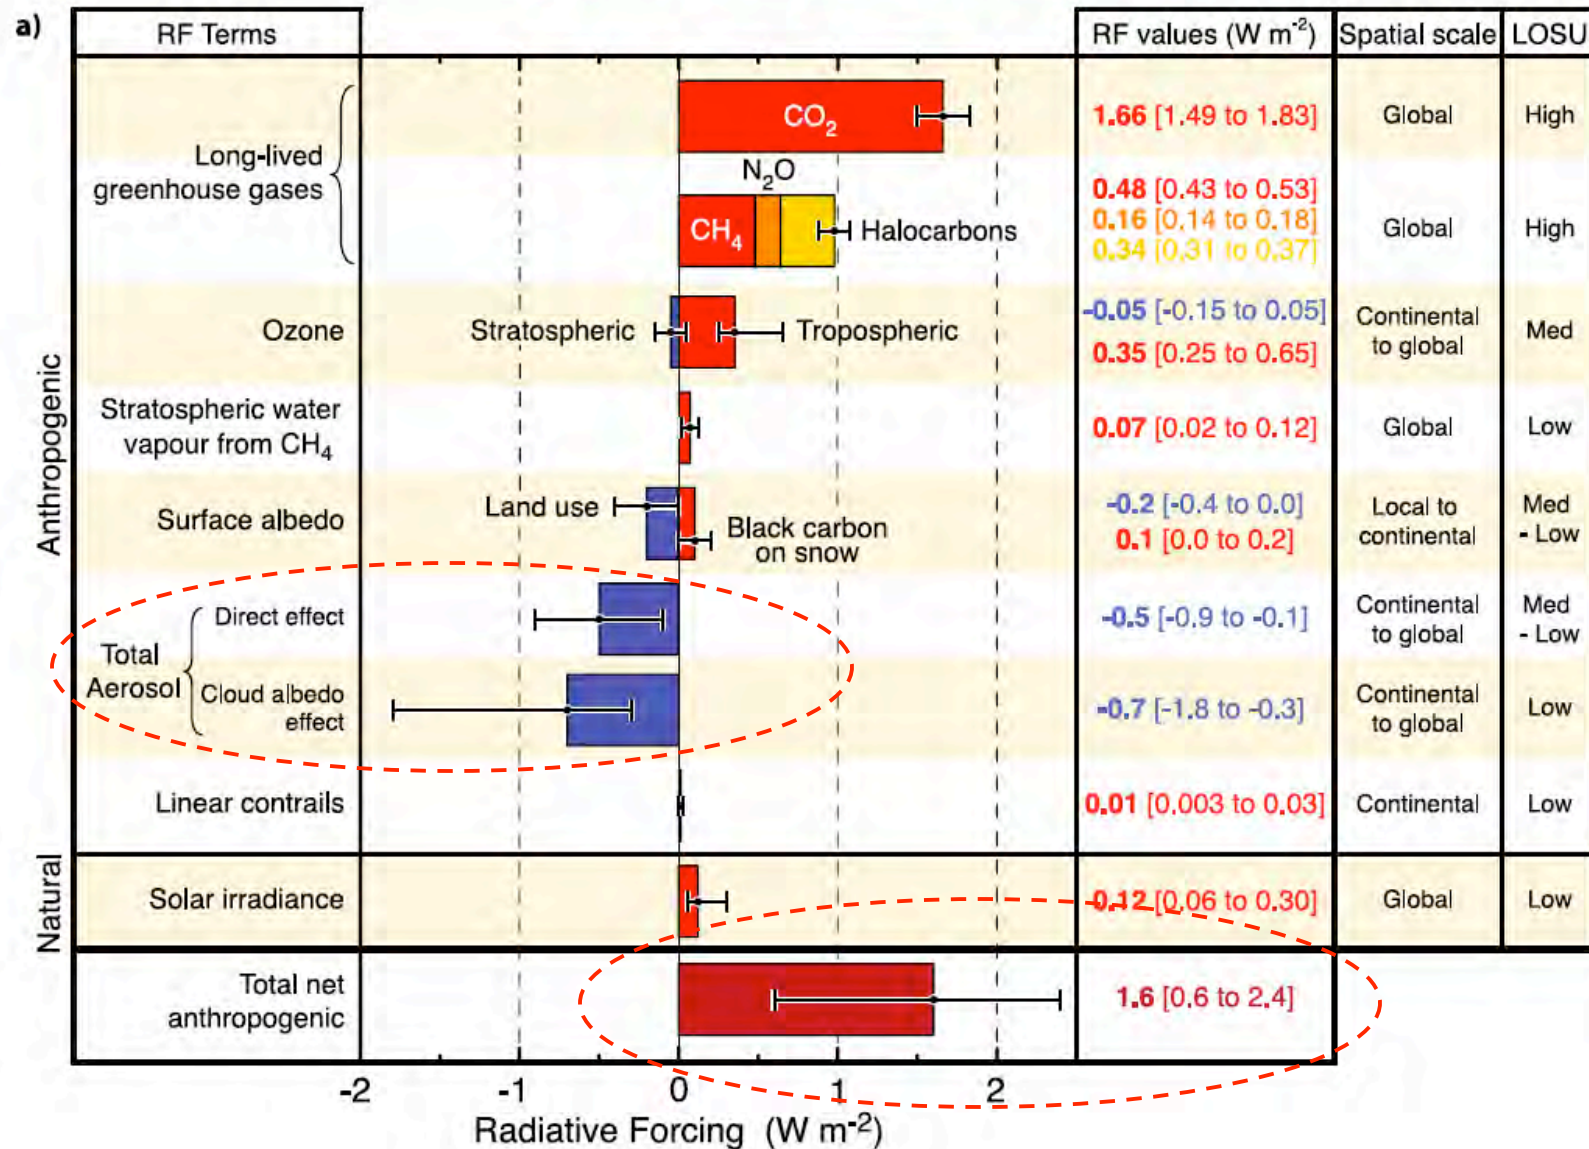 a)
RF Terms
RF values (W m-2)
Spatial scale
LOSU
Anthropogenic
Long-lived
greenhouse gases
CO2
1.66 [1.49 to 1.83]
Global
High
N2O
CH4
Halocarbons
0.48 [0.43 to 0.53]
0.16 [0.14 to 0.18]
0.34 [0.31 to 0.37]
Global
High
Ozone
Stratospheric
Tropospheric
-0.05 [-0.15 to 0.05]
0.35 [0.25 to 0.65]
Continental
to global
Med
Stratospheric water
vapour from CH4
0.07 [0.02 to 0.12]
Global
Low
Surface albedo
Land use
Black carbon
on snow
-0.2 [-0.4 to 0.0]
0.1 [0.0 to 0.2]
Local to
continental
Med
- Low
Total
Aerosol
Direct effect
-0.5 [-0.9 to -0.1]
Continental
to global
Med
- Low
Cloud albedo
effect
-0.7 [-1.8 to -0.3]
Continental
to global
Low
Linear contrails
0.01 [0.003 to 0.03]
Continental
Low
Natural
Solar irradiance
0.12 [0.06 to 0.30]
Global
Low
Total net
anthropogenic
1.6 [0.6 to 2.4]
-2 -1 0 1 2
Radiative Forcing (W m-2)